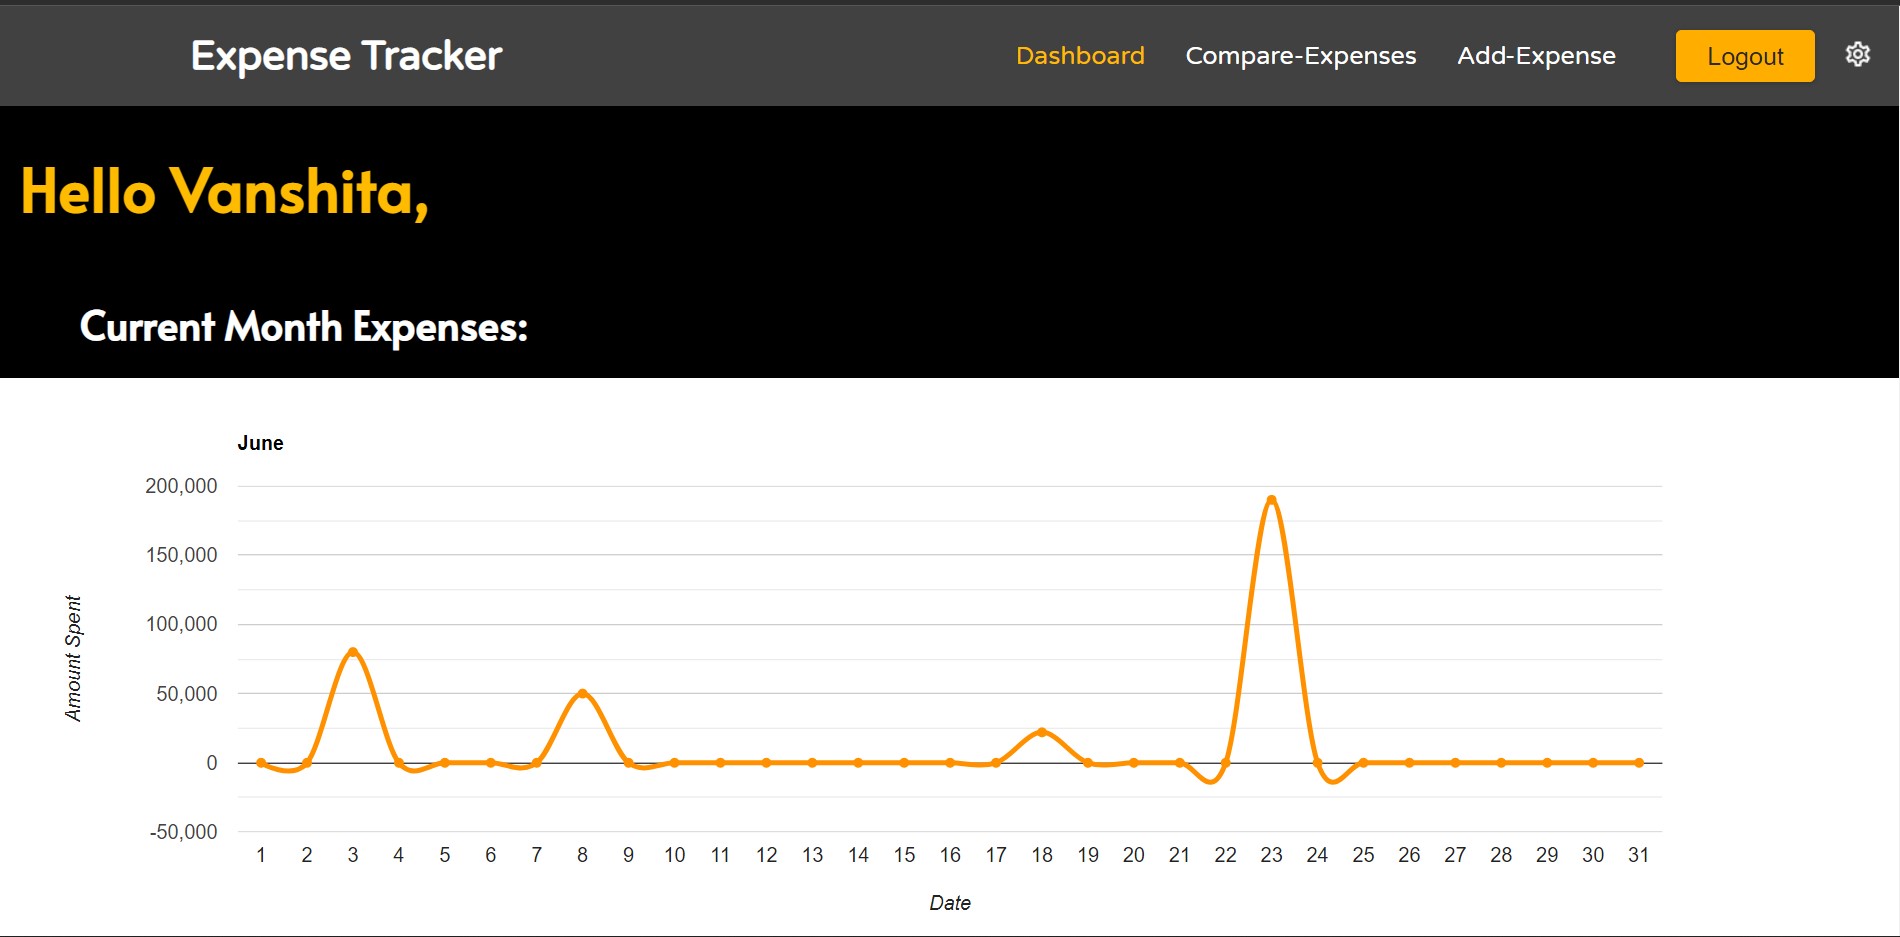 Expense Tracker Dashboard Compare-Expenses Add-Expense Logout
Hello Vanshita,
Current Month Expenses:
June
200,000
150,000
100,000
50,000
0
-50,000
Amount Spent
1 2 3 4 5 6 7 8 9 10 11 12 13 14 15 16 17 18 19 20 21 22 23 24 25 26 27 28 29 30 31
Date